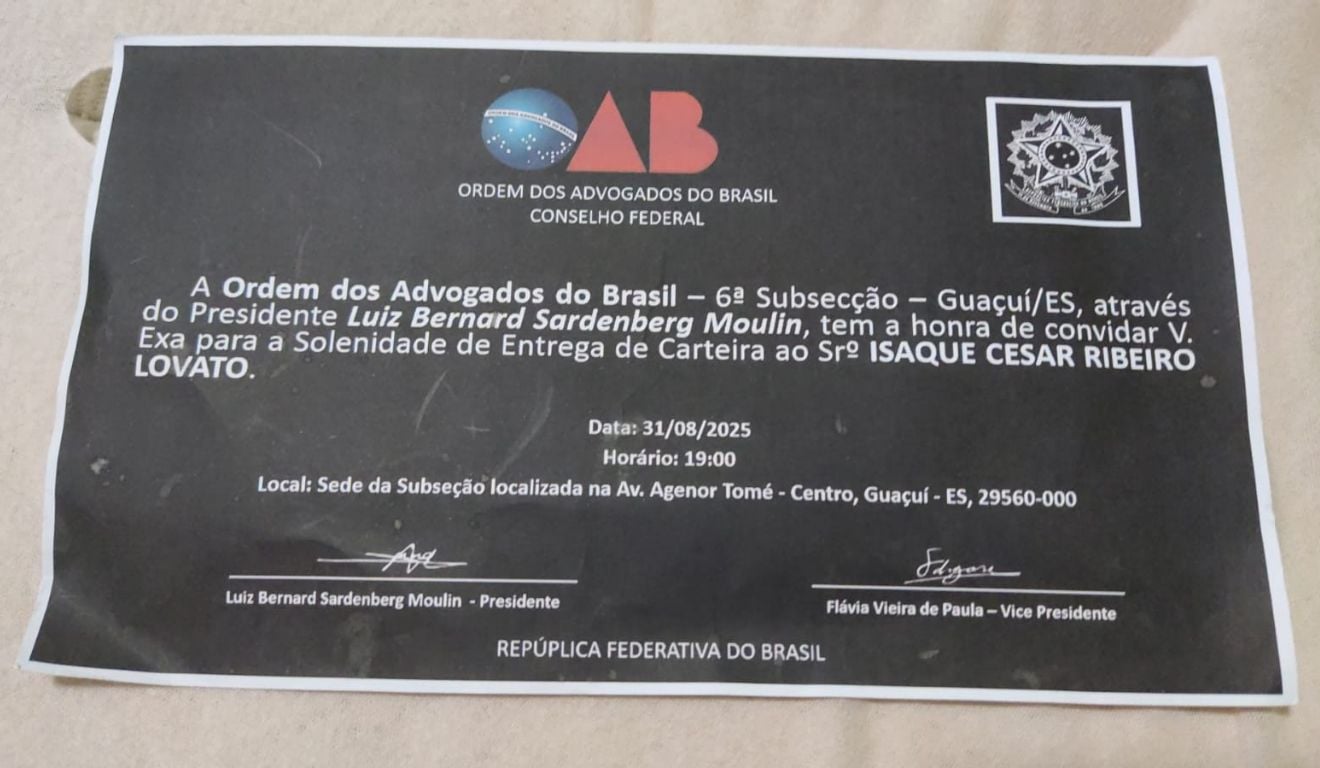 OAB
ORDEM DOS ADVOGADOS DO BRASIL
CONSELHO FEDERAL
A Ordem dos Advogados do Brasil – 6ª Subsecção – Guaçuí/ES, através
do Presidente Luiz Bernard Sardenberg Moulin, tem a honra de convidar V.
Exa para a Solenidade de Entrega de Carteira ao Srº ISAQUE CESAR RIBEIRO
LOVATO.
Data: 31/08/2025
Horário: 19:00
Local: Sede da Subseção localizada na Av. Agenor Tomé - Centro, Guaçuí - ES, 29560-000
Luiz Bernard Sardenberg Moulin - Presidente
Flávia Vieira de Paula – Vice Presidente
REPÚBLICA FEDERATIVA DO BRASIL